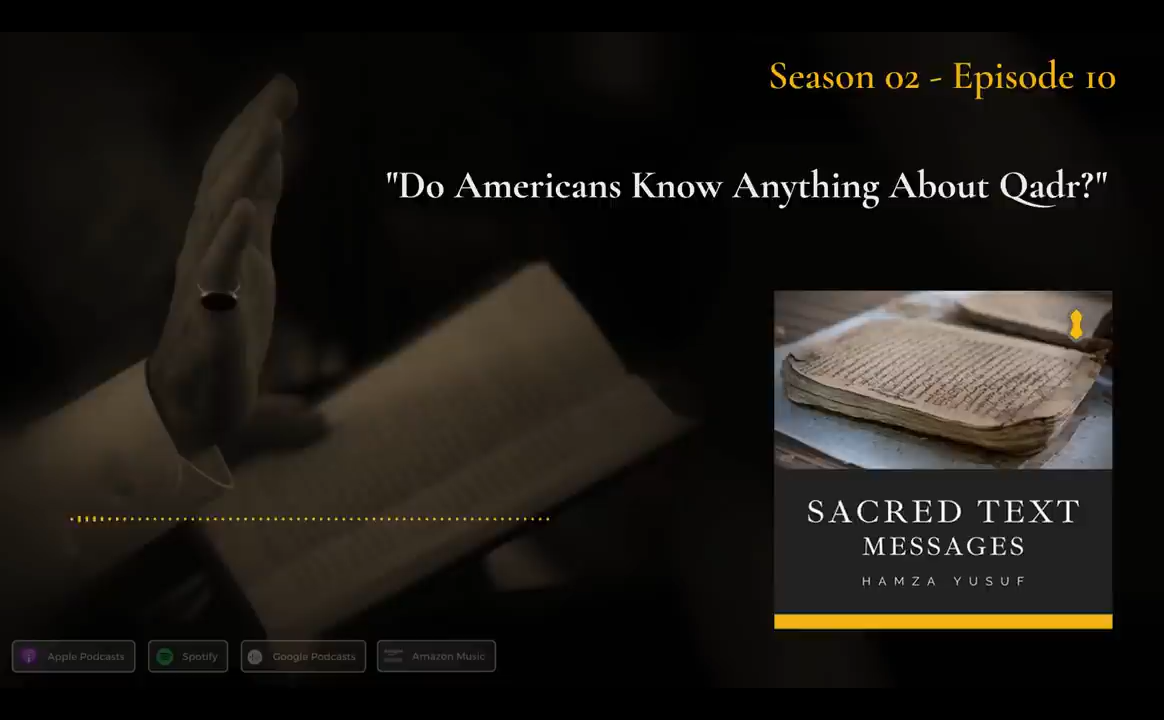 Season 02 - Episode 10
"Do Americans Know Anything About Qadr?"
SACRED TEXT
MESSAGES
HAMZA YUSUF
Apple Podcasts
Spotify
Google Podcasts
Amazon Music